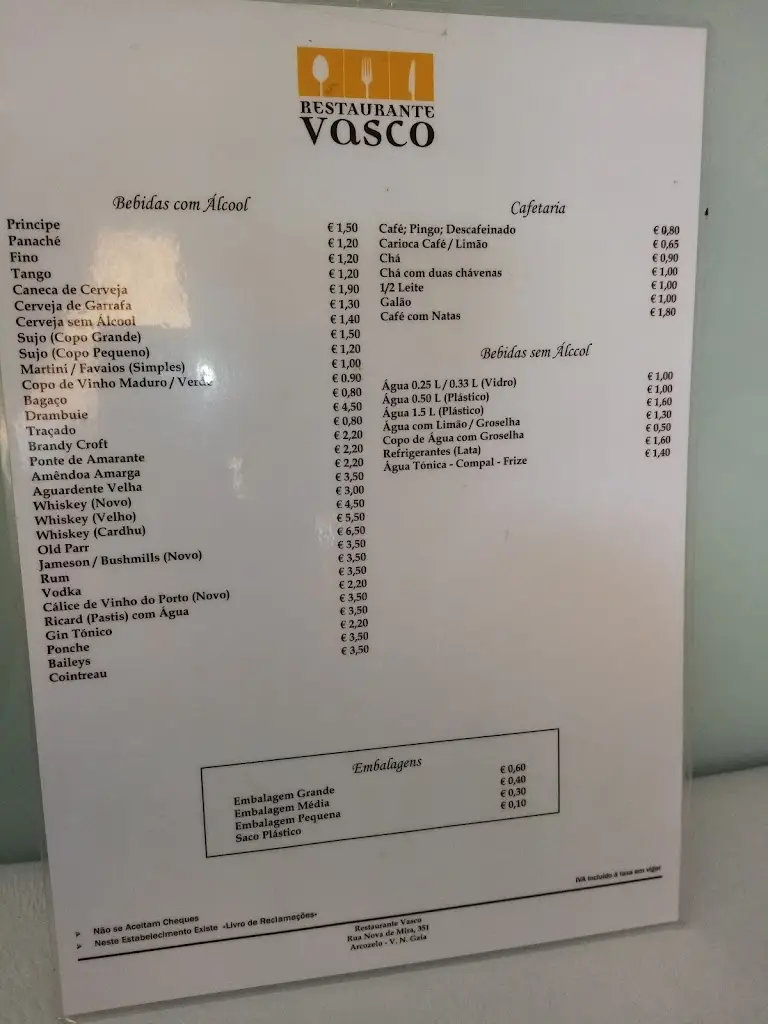 RESTAURANTE
VASCO
Bebidas com Álcool
Principe € 1,50
Panaché € 1,20
Fino € 1,20
Tango € 1,20
Caneca de Cerveja € 1,90
Cerveja de Garrafa € 1,30
Cerveja sem Álcool € 1,40
Sujo (Copo Grande) € 1,50
Sujo (Copo Pequeno) € 1,20
Martini / Favaios (Simples) € 1,00
Copo de Vinho Maduro / Verde € 0.90
Bagaço € 0,80
Drambuie € 4,50
Traçado € 0,80
Brandy Croft € 2,20
Ponte de Amarante € 2,20
Amêndoa Amarga € 2,20
Aguardente Velha € 3,50
Whiskey (Novo) € 3,00
Whiskey (Velho) € 4,50
Whiskey (Cardhu) € 5,50
Old Parr € 6,50
Jameson / Bushmills (Novo) € 3,50
Rum € 3,50
Vodka € 3,50
Cálice de Vinho do Porto (Novo) € 2,20
Ricard (Pastis) com Água € 3,50
Gin Tónico € 3,50
Ponche € 2,20
Baileys € 3,50
Cointreau € 3,50
Cafetaria
Café; Pingo; Descafeinado € 0,80
Carioca Café / Limão € 0,65
Chá € 0,90
Chá com duas chávenas € 1,00
1/2 Leite € 1,00
Galão € 1,00
Café com Natas € 1,80
Bebidas sem Álccol
Água 0.25 L / 0.33 L (Vidro) € 1,00
Água 0.50 L (Plástico) € 1,00
Água 1.5 L (Plástico) € 1,60
Água com Limão / Groselha € 1,30
Copo de Água com Groselha € 0,50
Refrigerantes (Lata) € 1,60
Água Tónica - Compal - Frize € 1,40
Embalagens
Embalagem Grande € 0,60
Embalagem Média € 0,40
Embalagem Pequena € 0,30
Saco Plástico € 0,10
IVA incluído à taxa em vigor
➢ Não se Aceitam Cheques
➢ Neste Estabelecimento Existe «Livro de Reclamações»
Restaurante Vasco
Rua Nova de Mira, 351
Arcozelo - V. N. Gaia